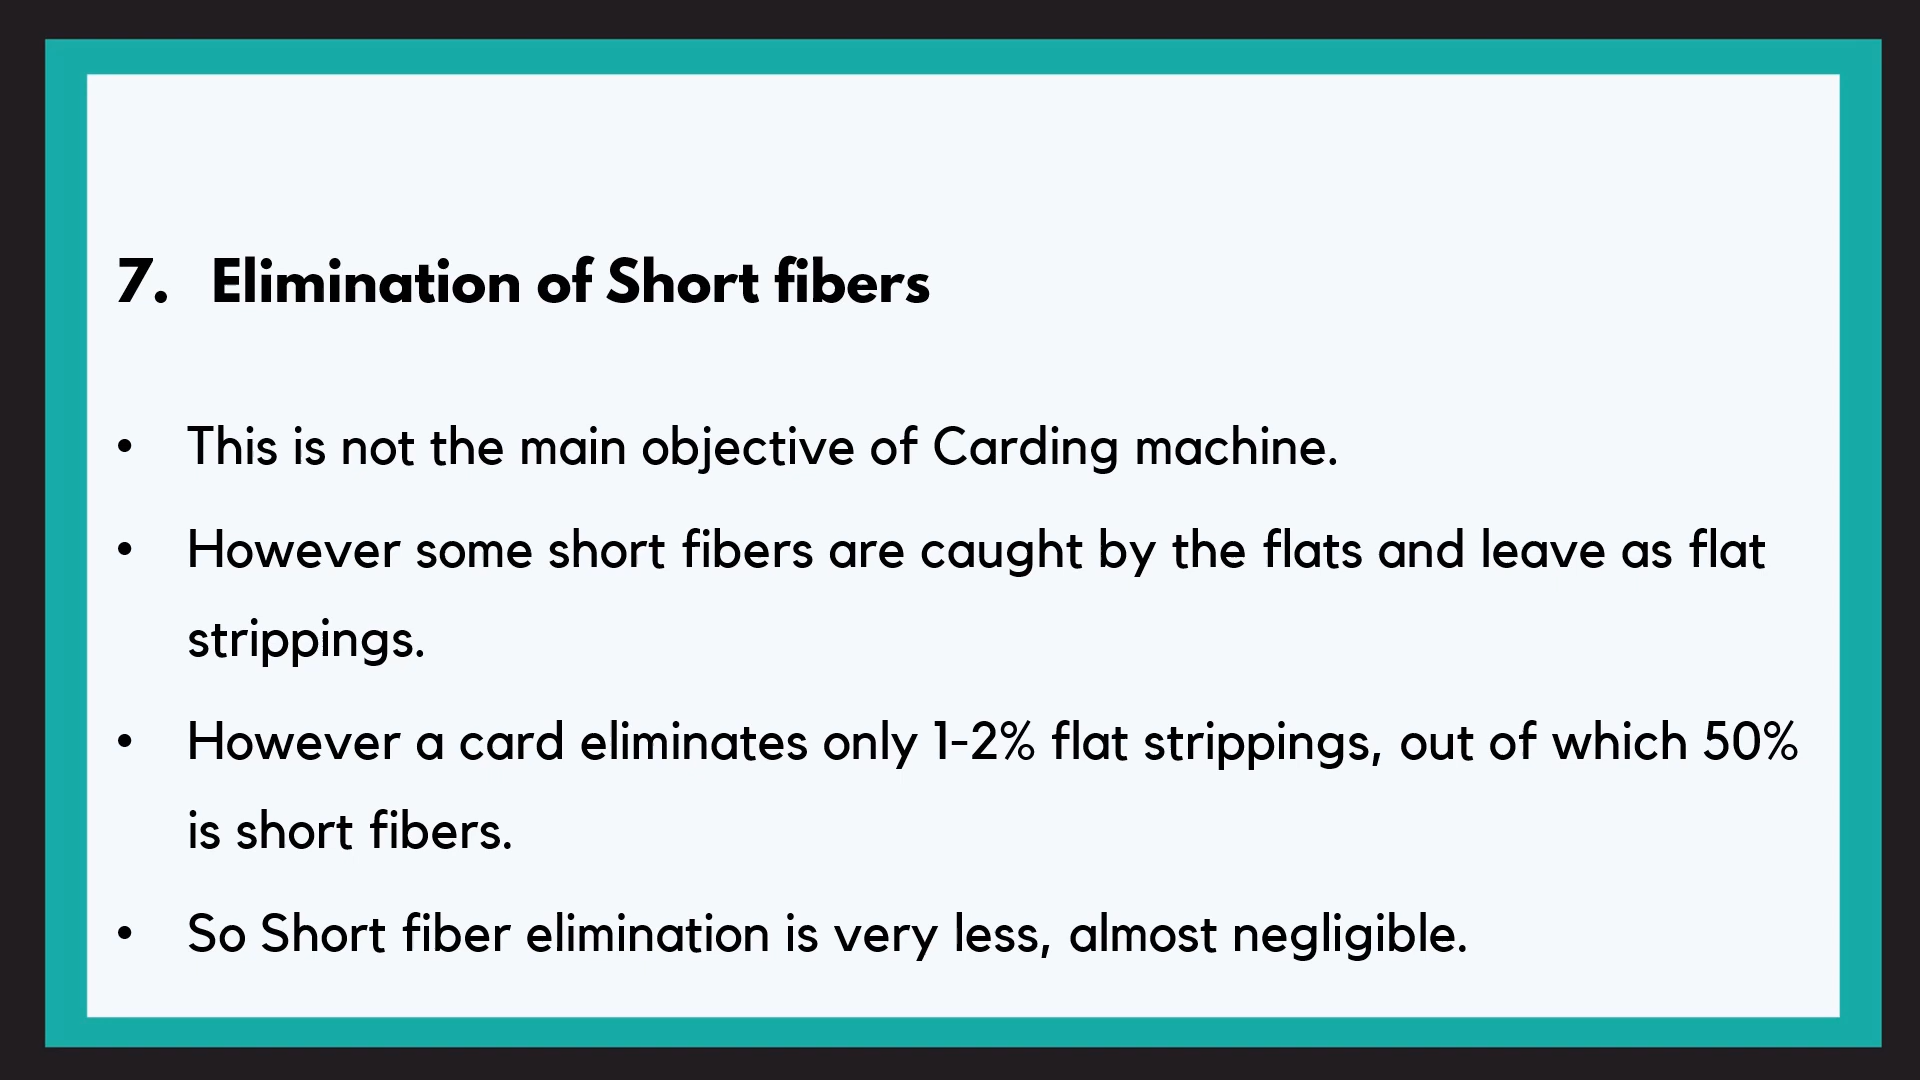 7. Elimination of Short fibers
• This is not the main objective of Carding machine.
• However some short fibers are caught by the flats and leave as flat
strippings.
• However a card eliminates only 1-2% flat strippings, out of which 50%
is short fibers.
• So Short fiber elimination is very less, almost negligible.